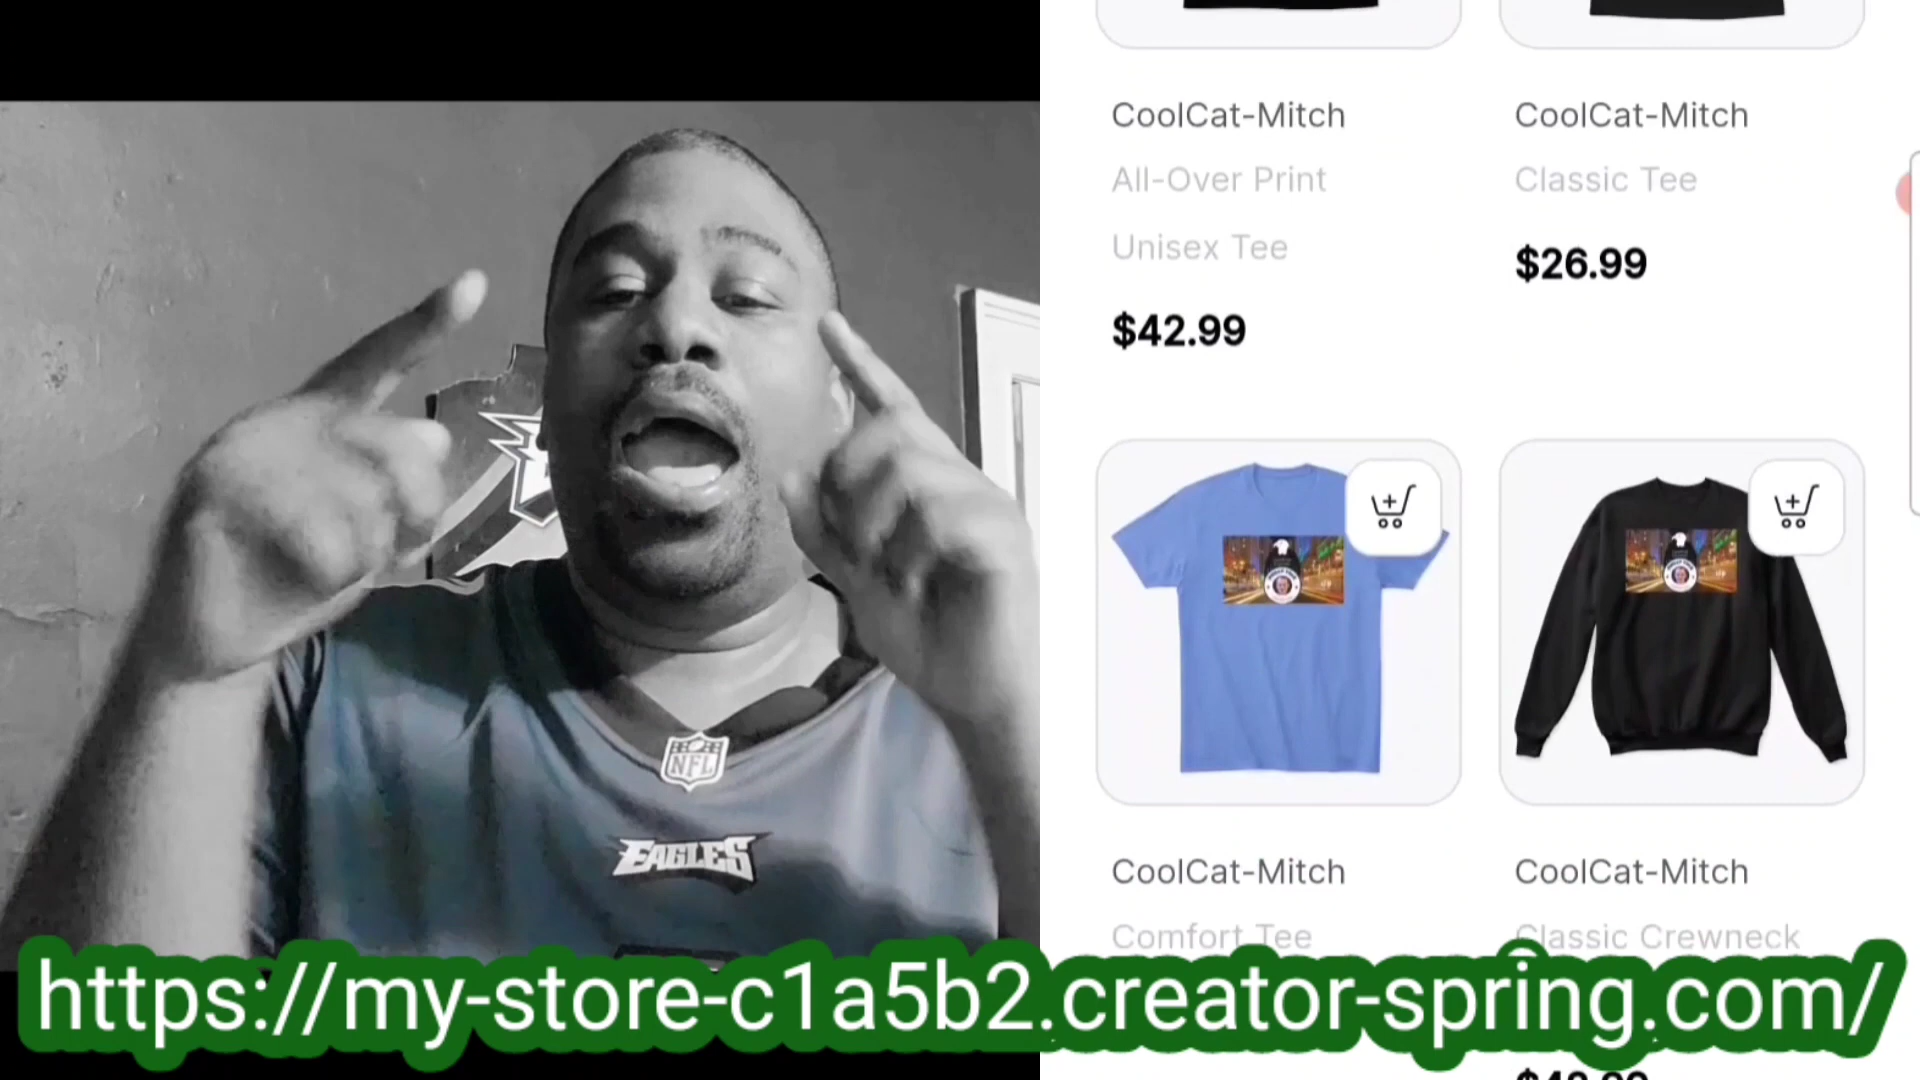 CoolCat-Mitch
All-Over Print
Unisex Tee
$42.99
CoolCat-Mitch
Classic Tee
$26.99
NFL
EAGLES
CoolCat-Mitch
Comfort Tee
CoolCat-Mitch
Classic Crewneck
https://my-store-c1a5b2.creator-spring.com/